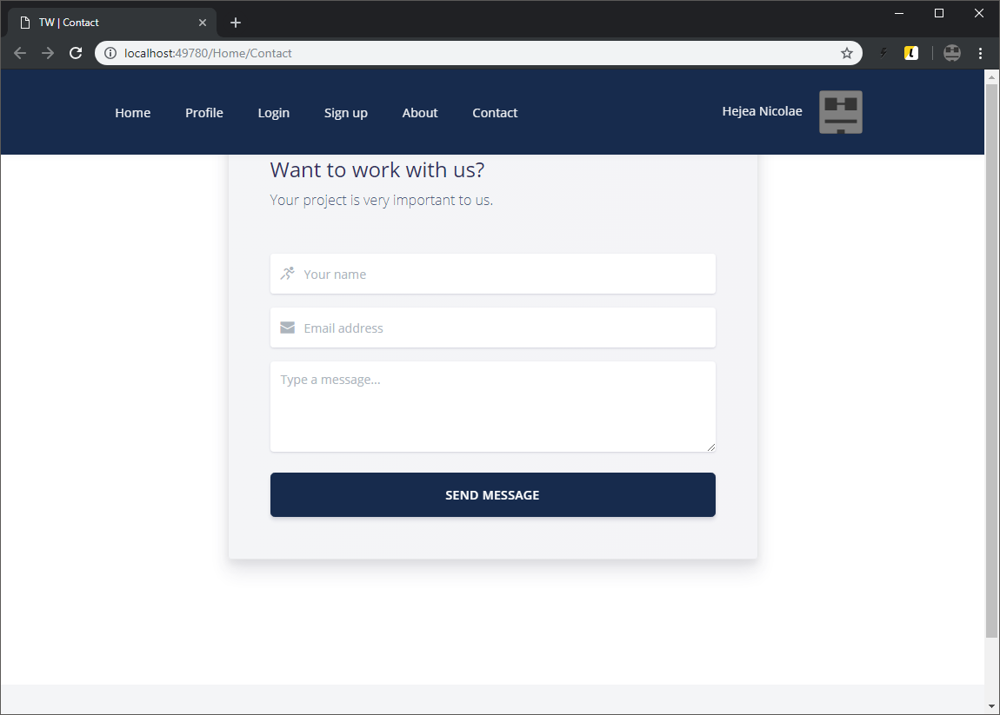 TW | Contact
localhost:49780/Home/Contact
Home Profile Login Sign up About Contact Hejea Nicolae
Want to work with us?
Your project is very important to us.
Your name
Email address
Type a message...
SEND MESSAGE